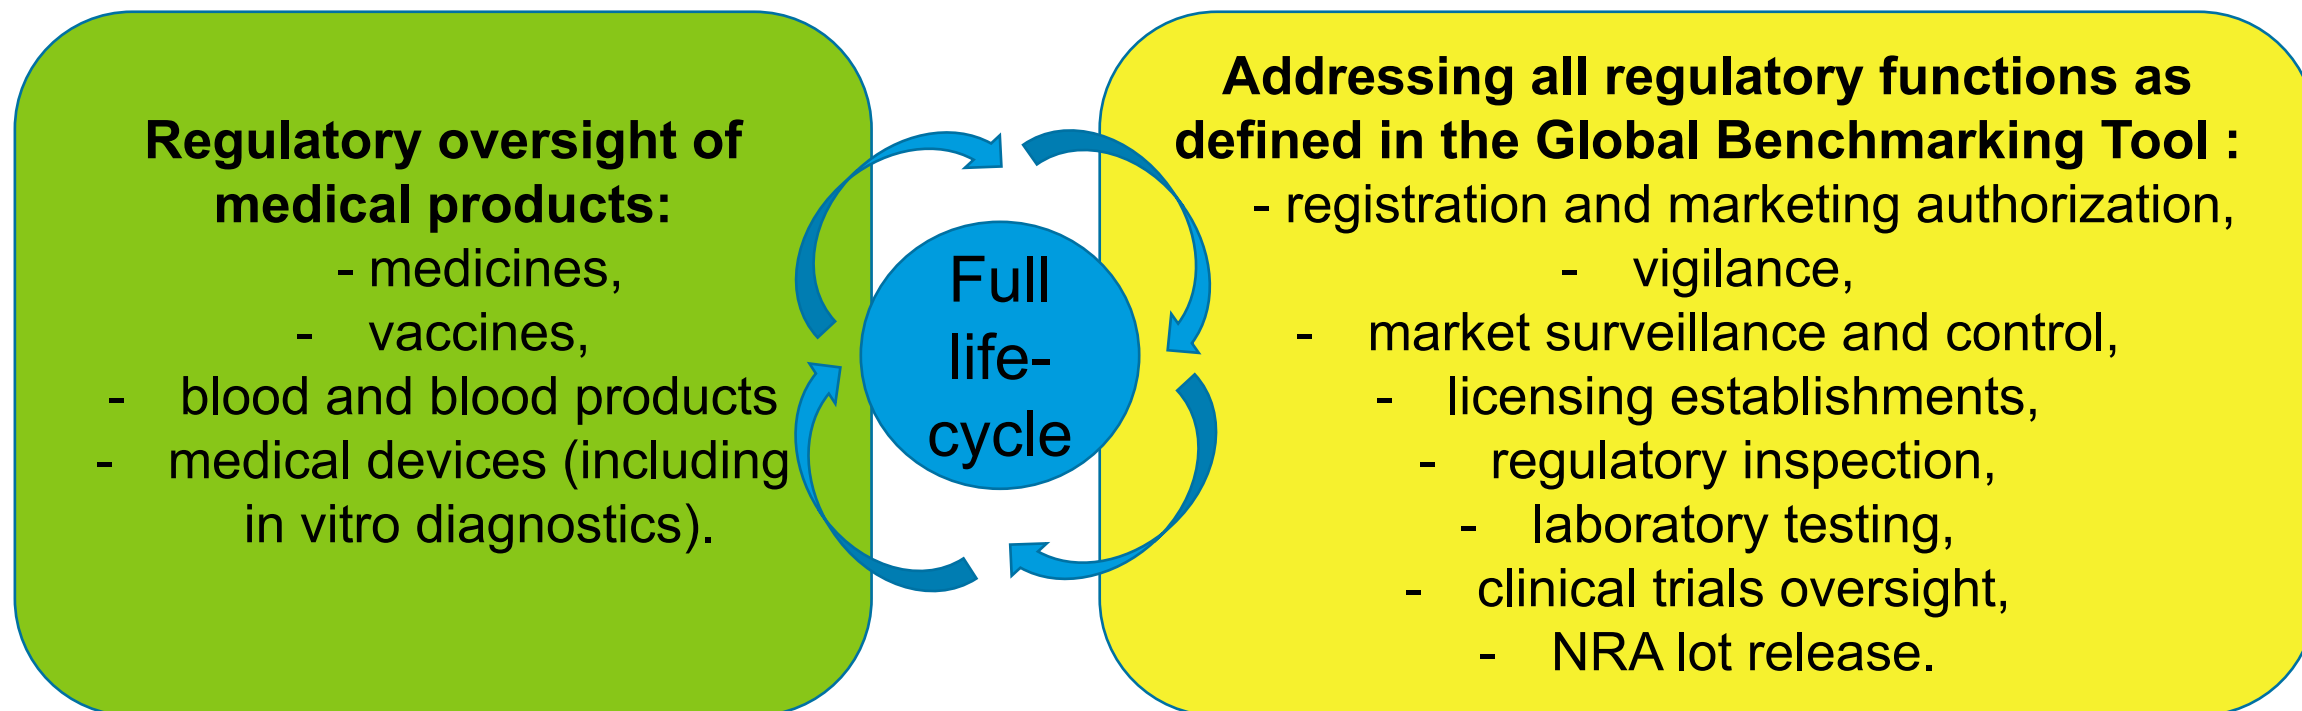 Regulatory oversight of
medical products:
- medicines,
- vaccines,
- blood and blood products
- medical devices (including
in vitro diagnostics).
Full
life-
cycle
Addressing all regulatory functions as
defined in the Global Benchmarking Tool :
- registration and marketing authorization,
- vigilance,
- market surveillance and control,
- licensing establishments,
- regulatory inspection,
- laboratory testing,
- clinical trials oversight,
- NRA lot release.